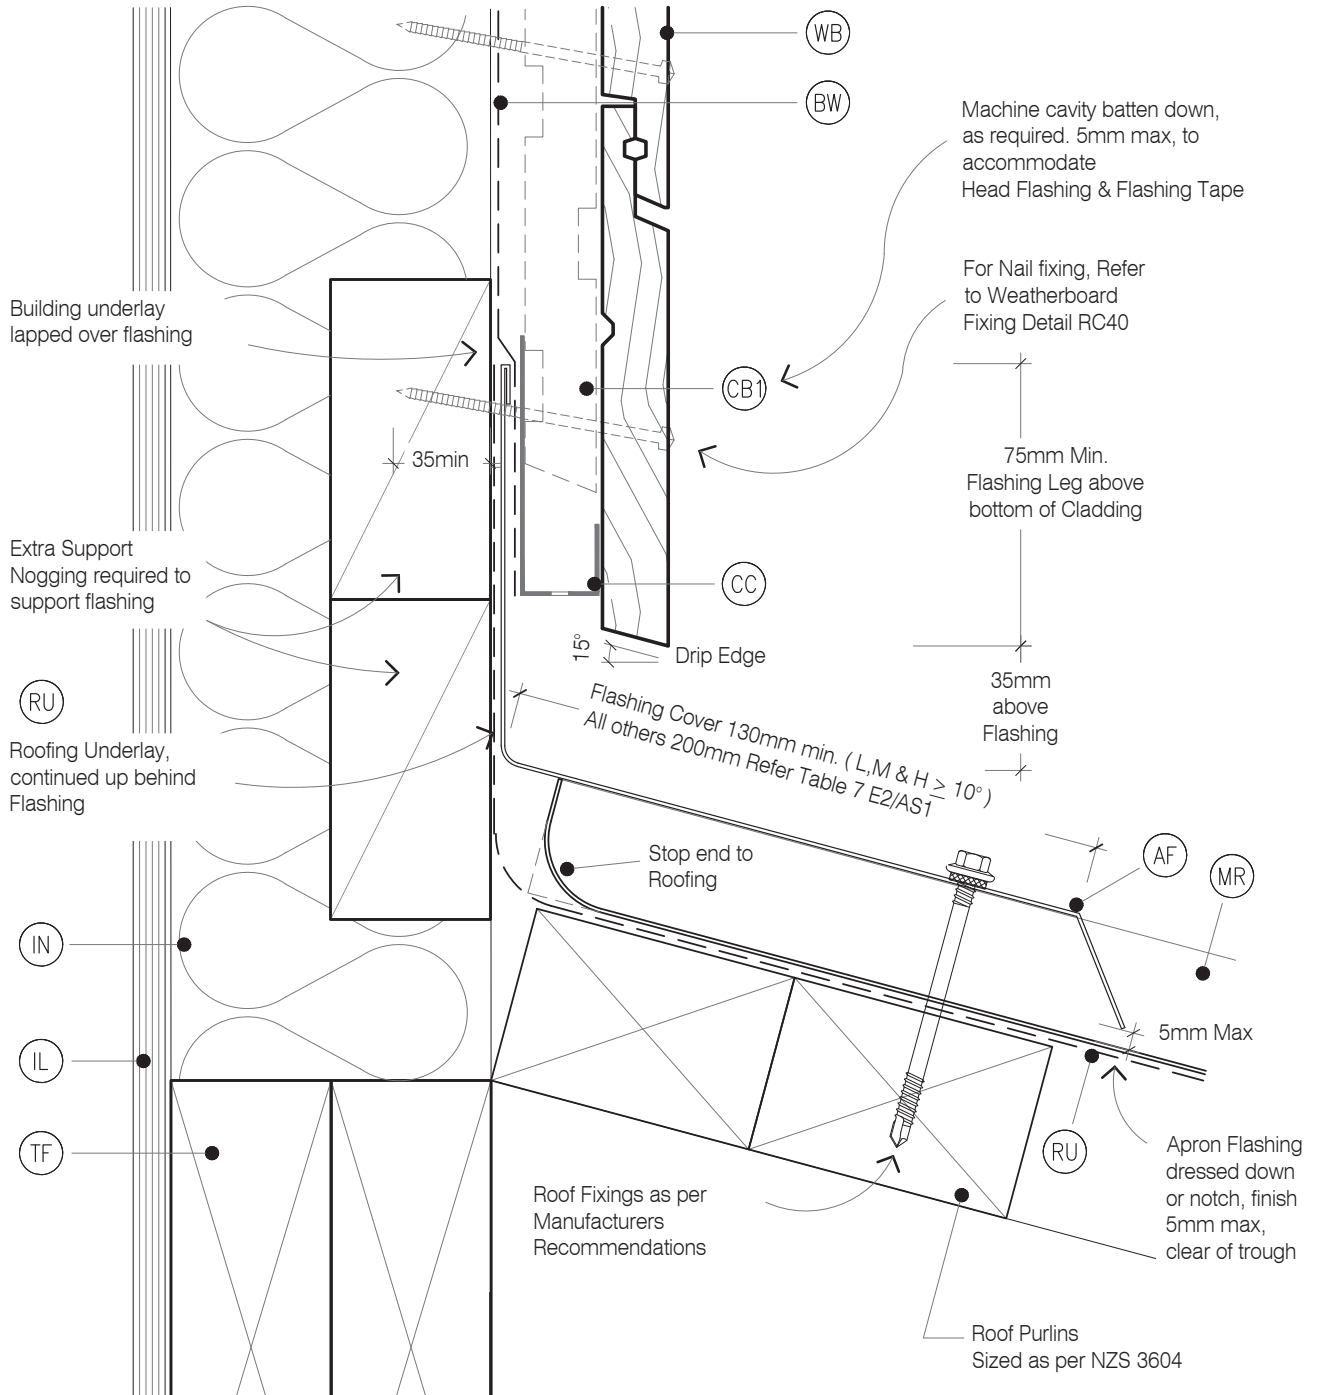 WB
BW
Machine cavity batten down,
as required. 5mm max, to
accommodate
Head Flashing & Flashing Tape
For Nail fixing, Refer
to Weatherboard
Fixing Detail RC40
Building underlay
lapped over flashing
CB1
35min
75mm Min.
Flashing Leg above
bottom of Cladding
Extra Support
Nogging required to
support flashing
CC
15°
Drip Edge
35mm
above
Flashing
RU
Roofing Underlay,
continued up behind
Flashing
Flashing Cover 130mm min. ( L,M & H ≥ 10° )
All others 200mm Refer Table 7 E2/AS1
Stop end to
Roofing
AF
MR
IN
5mm Max
IL
TF
RU
Apron Flashing
dressed down
or notch, finish
5mm max,
clear of trough
Roof Fixings as per
Manufacturers
Recommendations
Roof Purlins
Sized as per NZS 3604